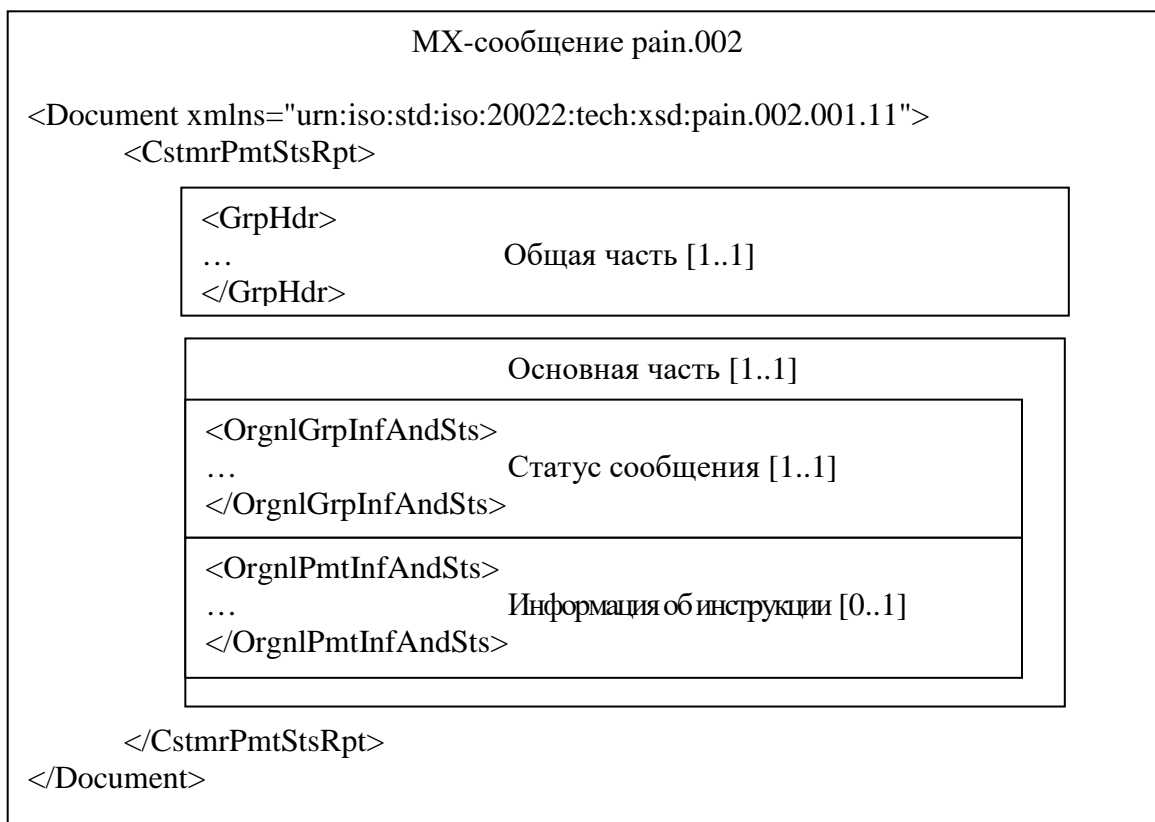 МХ-сообщение pain.002
<Document xmlns="urn:iso:std:iso:20022:tech:xsd:pain.002.001.11">
<CstmrPmtStsRpt>
<GrpHdr>
… Общая часть [1..1]
</GrpHdr>
Основная часть [1..1]
<OrgnlGrpInfAndSts>
… Статус сообщения [1..1]
</OrgnlGrpInfAndSts>
<OrgnlPmtInfAndSts>
… Информация об инструкции [0..1]
</OrgnlPmtInfAndSts>
</CstmrPmtStsRpt>
</Document>